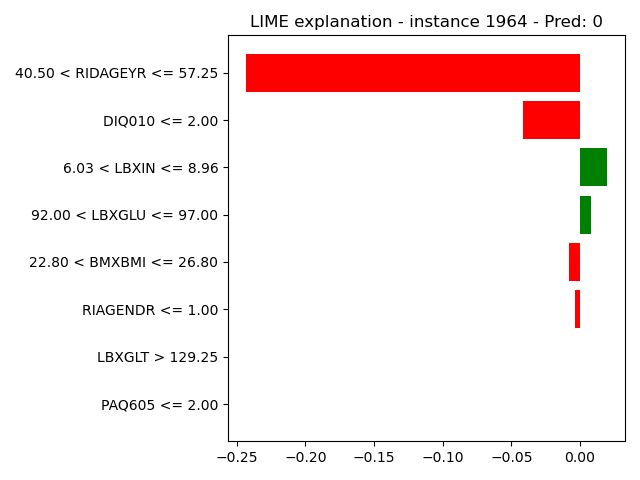 LIME explanation - instance 1964 - Pred: 0
40.50 < RIDAGEYR <= 57.25
DIQ010 <= 2.00
6.03 < LBXIN <= 8.96
92.00 < LBXGLU <= 97.00
22.80 < BMXBMI <= 26.80
RIAGENDR <= 1.00
LBXGLT > 129.25
PAQ605 <= 2.00
−0.25 −0.20 −0.15 −0.10 −0.05 0.00